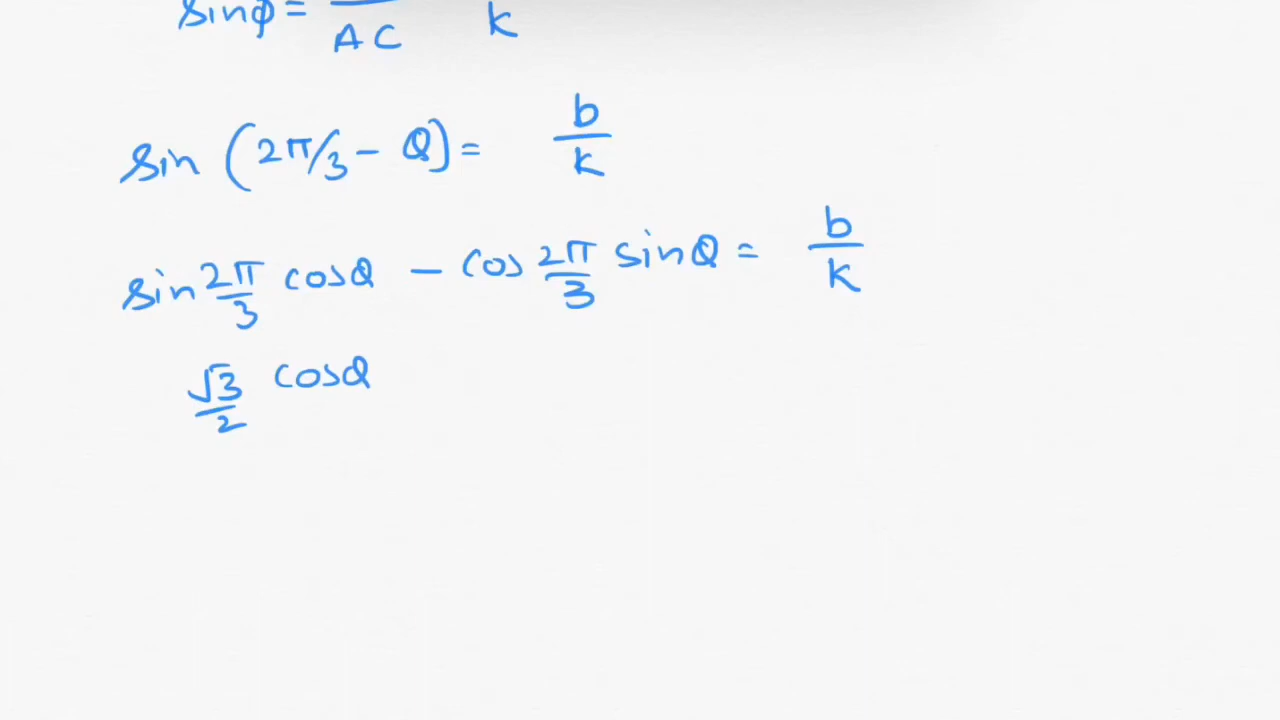 sinφ = —/AC k
sin (2π/3 - θ) = b/k
sin 2π/3 cosθ - cos 2π/3 sinθ = b/k
√3/2 cosθ